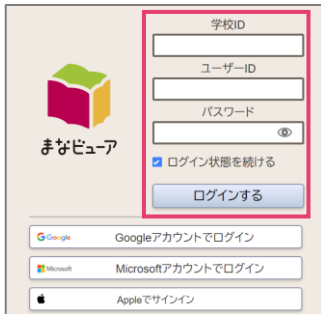 学校ID
ユーザーID
パスワード
まなビューア
ログイン状態を続ける
ログインする
Google
Googleアカウントでログイン
Microsoft
Microsoftアカウントでログイン
Appleでサインイン